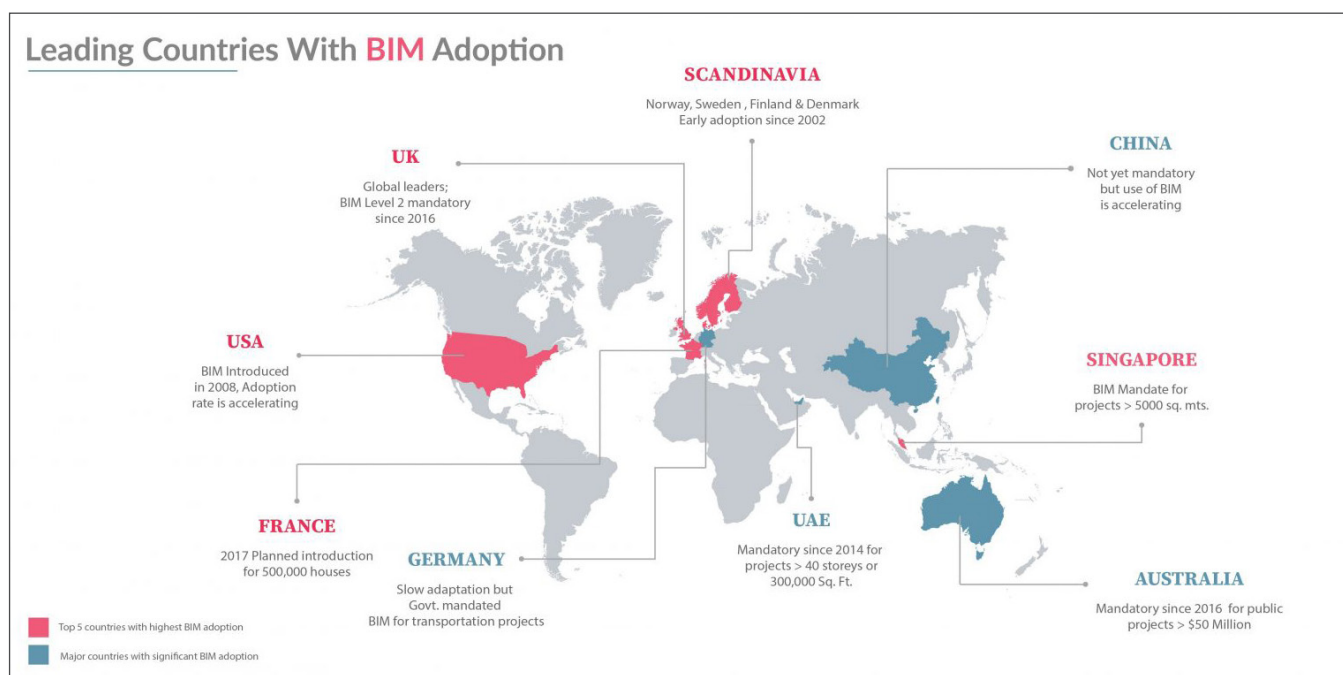 Leading Countries With BIM Adoption
SCANDINAVIA
Norway, Sweden , Finland & Denmark
Early adoption since 2002
UK
Global leaders;
BIM Level 2 mandatory
since 2016
CHINA
Not yet mandatory
but use of BIM
is accelerating
USA
BIM Introduced
in 2008, Adoption
rate is accelerating
SINGAPORE
BIM Mandate for
projects > 5000 sq. mts.
FRANCE
2017 Planned introduction
for 500,000 houses
GERMANY
Slow adaptation but
Govt. mandated
BIM for transportation projects
UAE
Mandatory since 2014 for
projects > 40 storeys or
300,000 Sq. Ft.
AUSTRALIA
Mandatory since 2016 for public
projects > $50 Million
Top 5 countries with highest BIM adoption
Major countries with significant BIM adoption